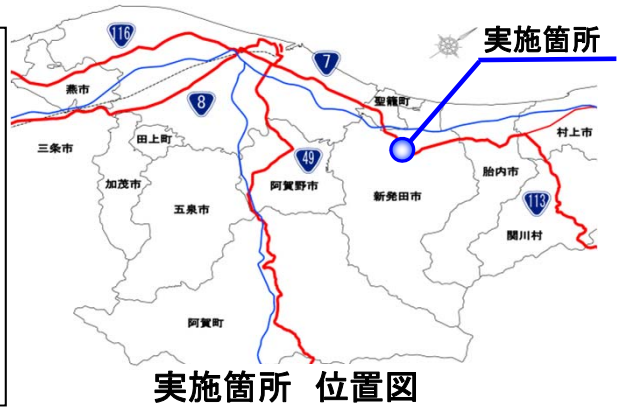 116
7
実施箇所
燕市
8
聖籠町
村上市
三条市
田上町
49
胎内市
加茂市
阿賀野市
新発田市
113
五泉市
関川村
阿賀町
実施箇所 位置図